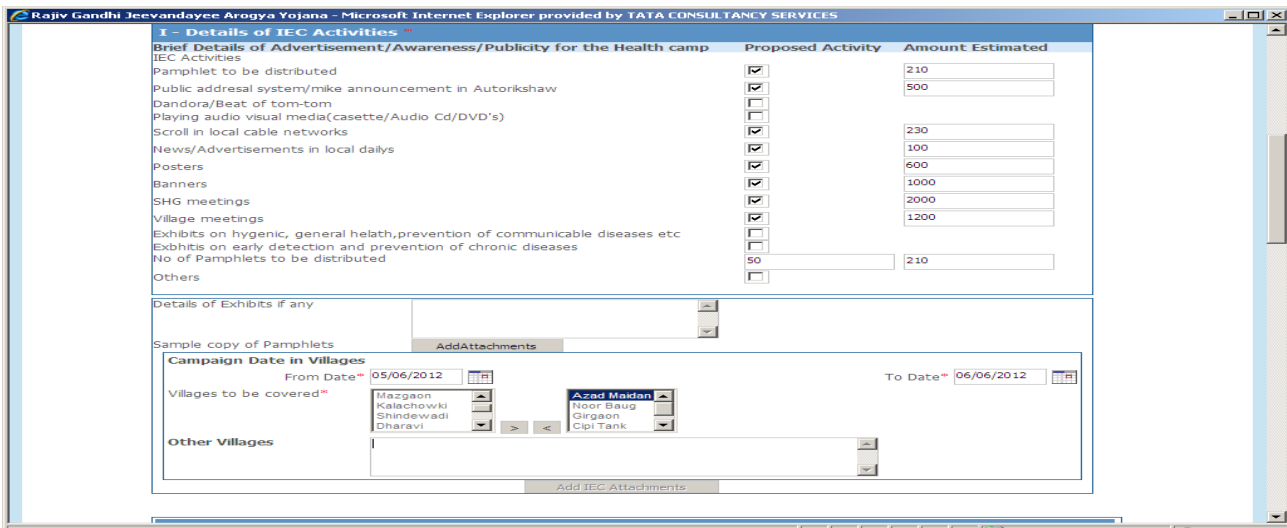 Rajiv Gandhi Jeevandayee Arogya Yojana - Microsoft Internet Explorer provided by TATA CONSULTANCY SERVICES
I - Details of IEC Activities *
Brief Details of Advertisement/Awareness/Publicity for the Health camp Proposed Activity Amount Estimated
IEC Activities
Pamphlet to be distributed 210
Public addresal system/mike announcement in Autorikshaw 500
Dandora/Beat of tom-tom
Playing audio visual media(casette/Audio Cd/DVD's)
Scroll in local cable networks 230
News/Advertisements in local dailys 100
Posters 600
Banners 1000
SHG meetings 2000
Village meetings 1200
Exhibits on hygenic, general helath,prevention of communicable diseases etc
Exbhitis on early detection and prevention of chronic diseases
No of Pamphlets to be distributed 50 210
Others
Details of Exhibits if any
Sample copy of Pamphlets AddAttachments
Campaign Date in Villages
From Date* 05/06/2012 To Date* 06/06/2012
Villages to be covered* Mazgaon Azad Maidan
Kalachowki Noor Baug
Shindewadi Girgaon
Dharavi > < Cipi Tank
Other Villages
Add IEC Attachments